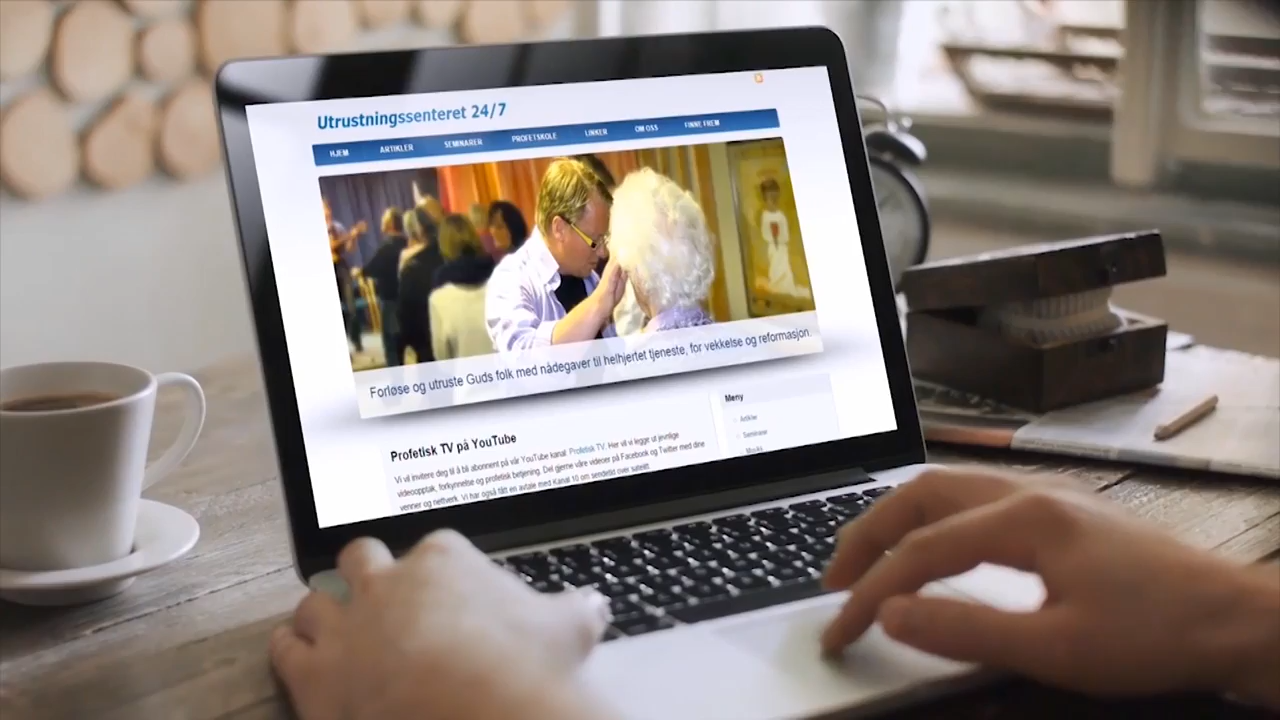 Utrustningssenteret 24/7
HJEM ARTIKLER SEMINARER PROFETSKOLE LINKER OM OSS FINNE FREM
Forløse og utruste Guds folk med nådegaver til helhjertet tjeneste, for vekkelse og reformasjon.
Profetisk TV på YouTube
Vi vil invitere deg til å bli abonnent på vår YouTube kanal: Profetisk TV. Her vil vi legge ut jevnlige
videoopptak, forkynnelse og profetisk betjening. Del gjerne våre videoer på Facebook og Twitter med dine
venner og nettverk. Vi har også fått en avtale med Kanal 10 om sendetid over satelitt
Meny
Artikler
Seminarer